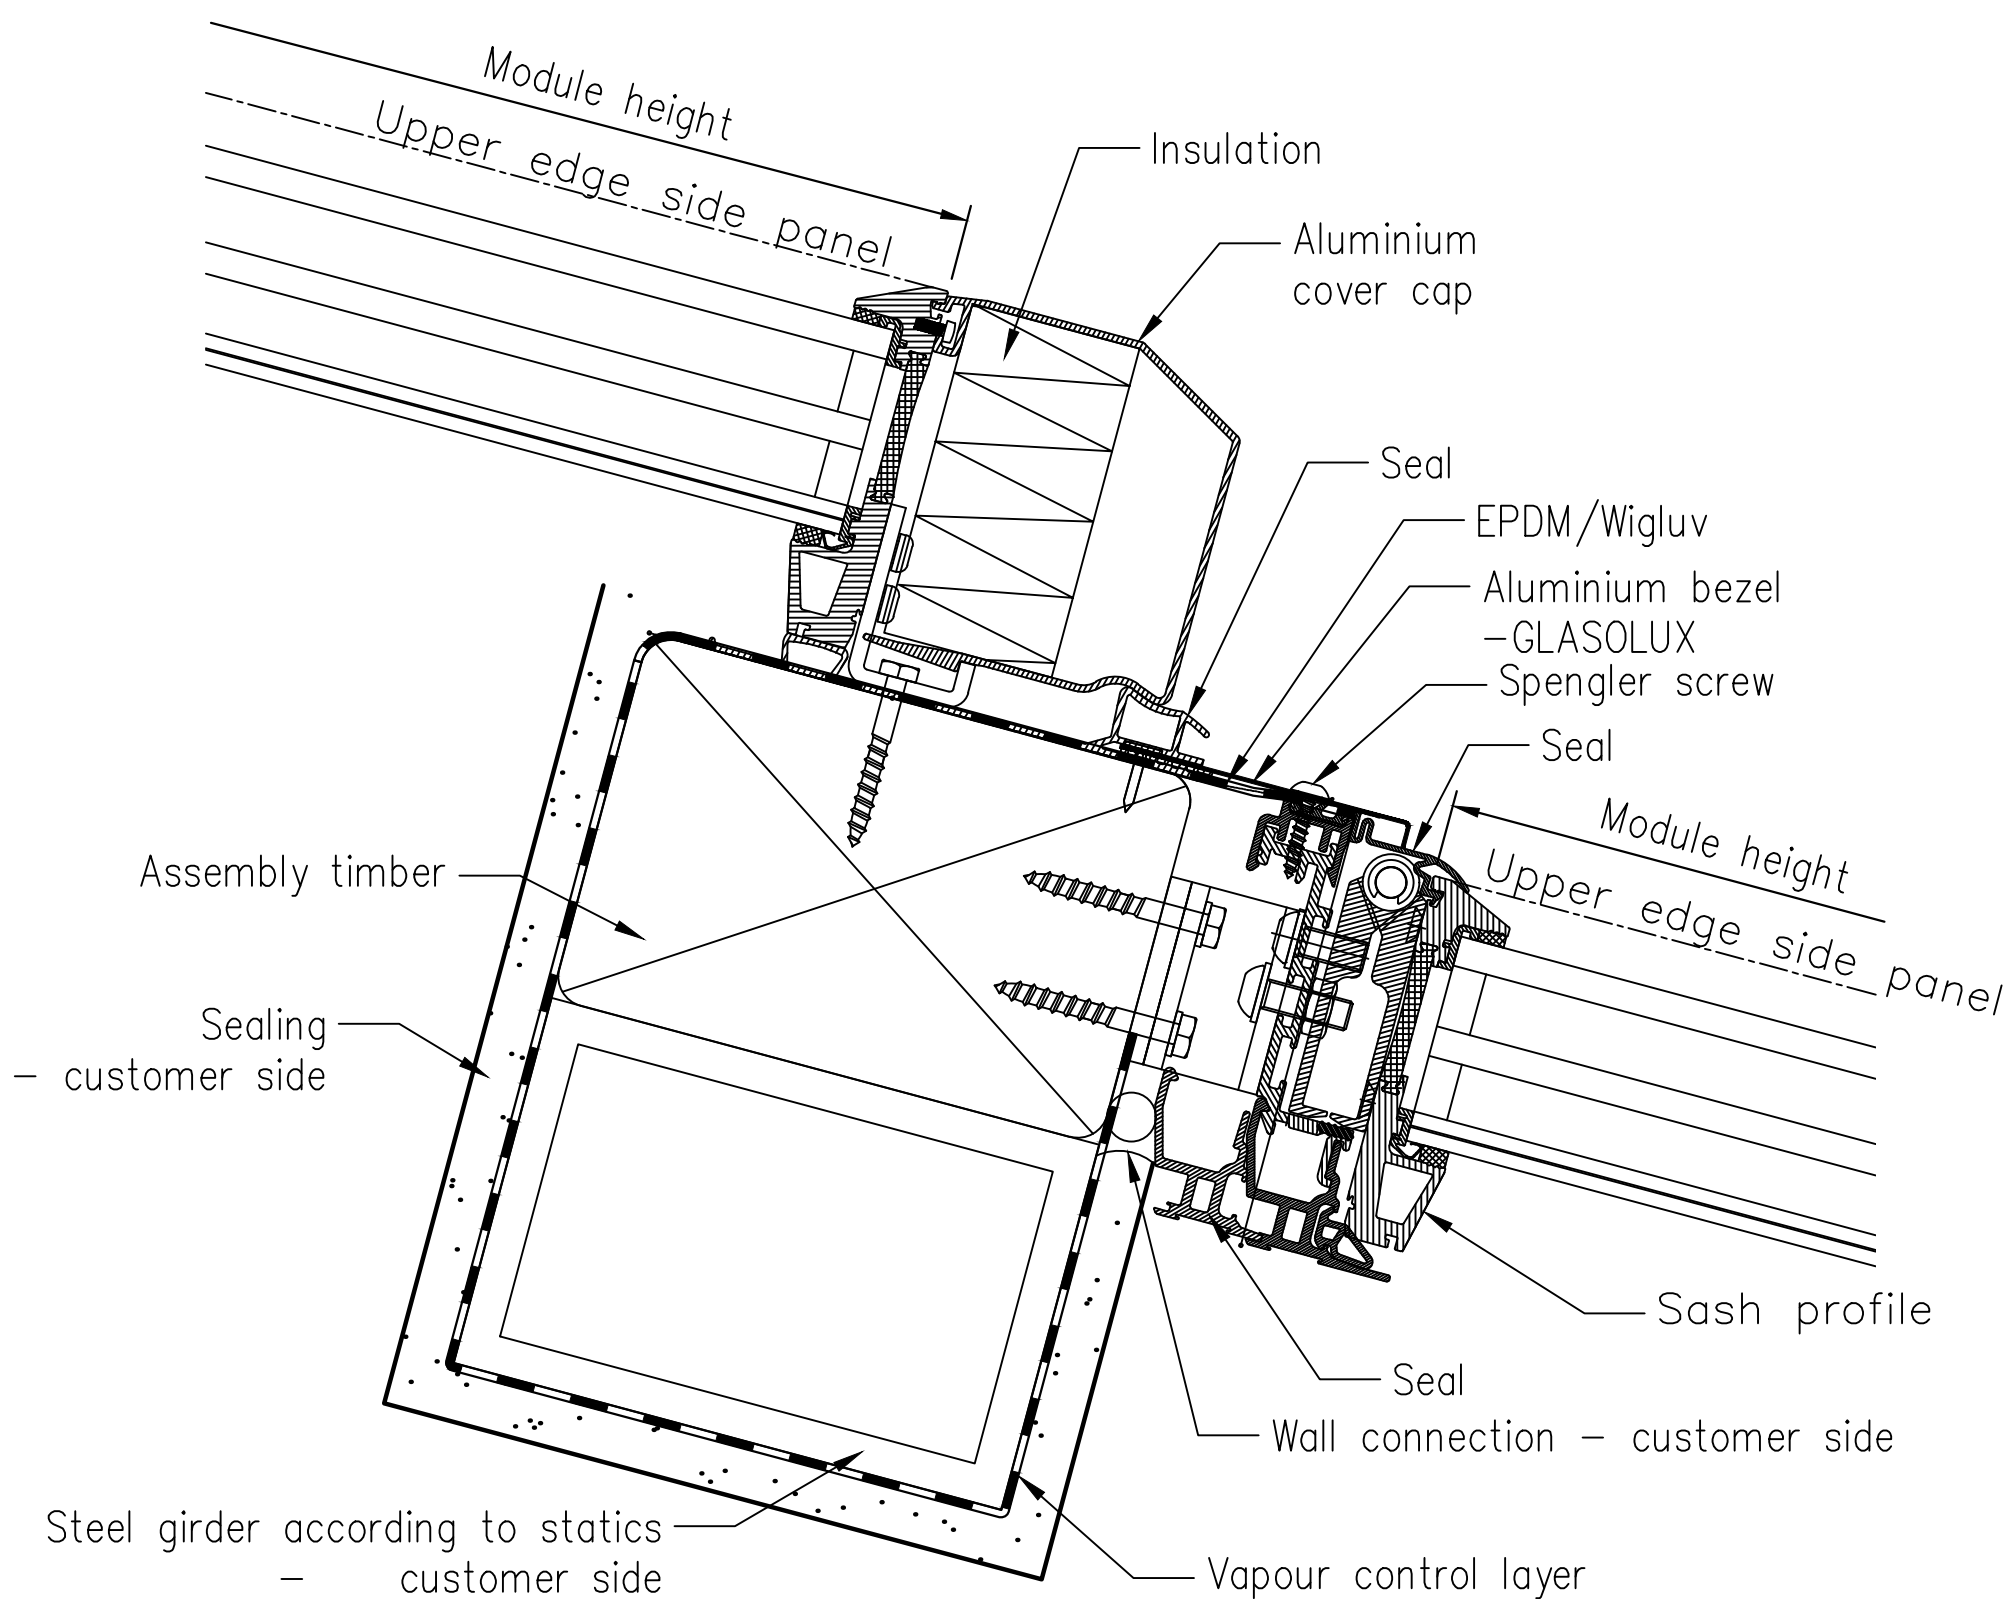 Module height
Upper edge side panel
Insulation
Aluminium
cover cap
Seal
EPDM/Wigluv
Aluminium bezel
-GLASOLUX
Spengler screw
Seal
Module height
Upper edge side panel
Assembly timber
Sealing
- customer side
Sash profile
Seal
Wall connection - customer side
Steel girder according to statics
- customer side
Vapour control layer